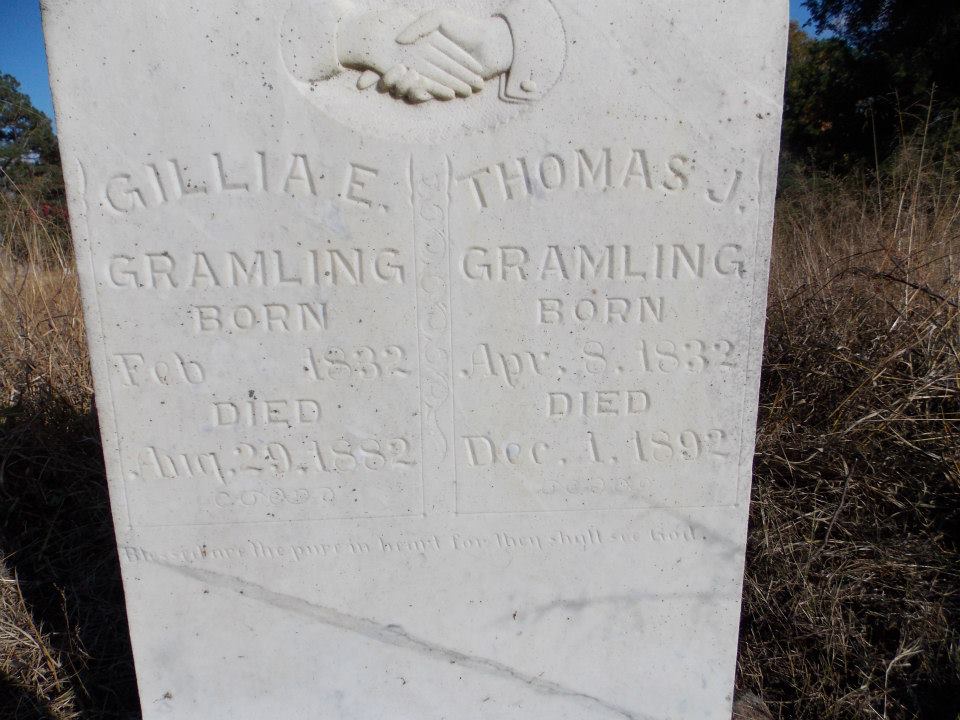 GILLIA E.
GRAMLING
BORN
Feb 1832
DIED
Aug. 29. 1882
THOMAS J.
GRAMLING
BORN
Apr. 8. 1832
DIED
Dec. 1. 1892
Blessed are the pure in heart for they shall see God.